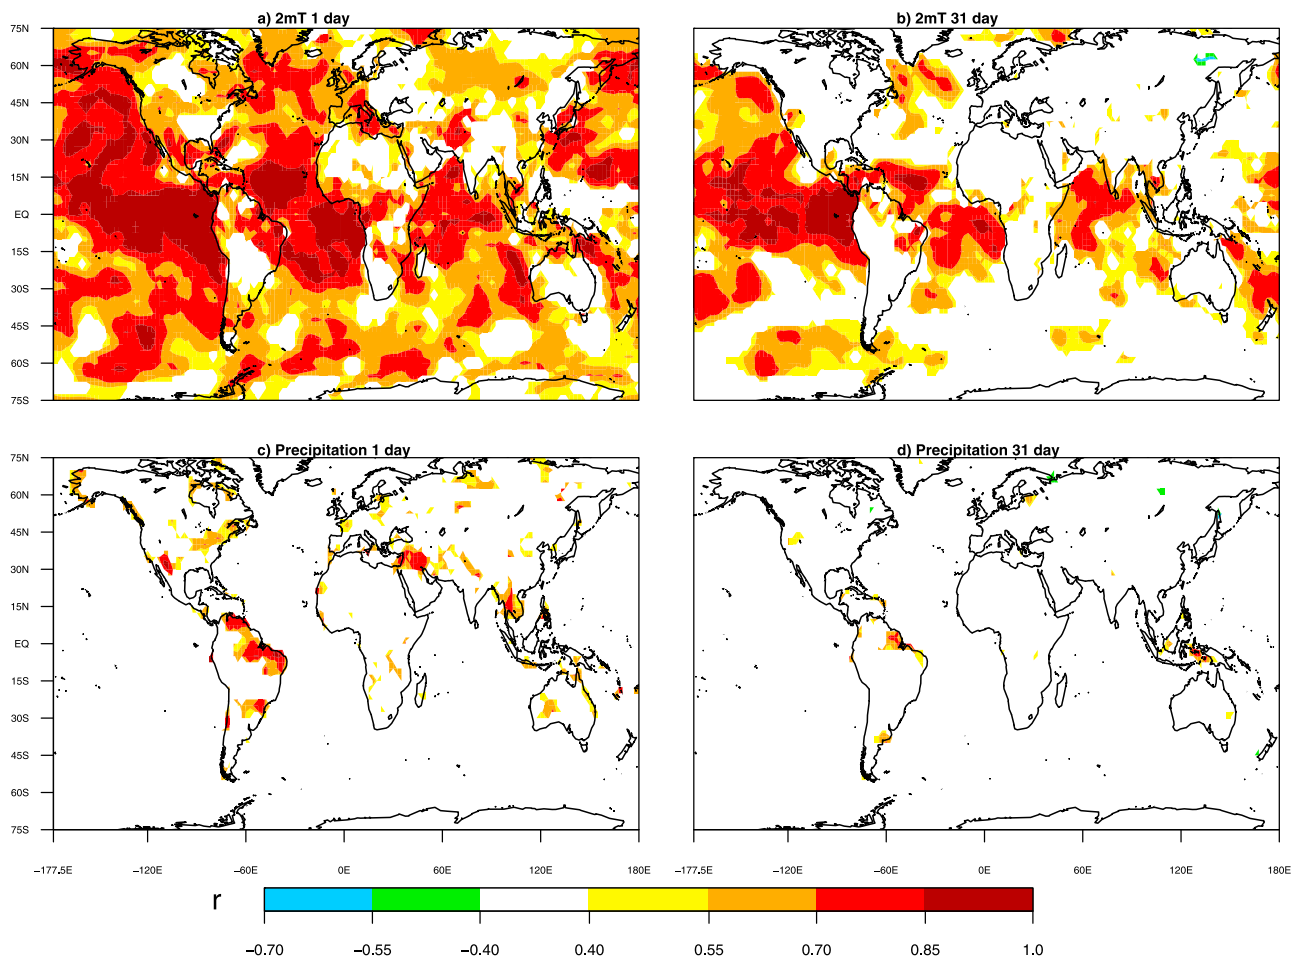 a) 2mT 1 day
b) 2mT 31 day
75N
60N
45N
30N
15N
EQ
15S
30S
45S
60S
75S
c) Precipitation 1 day
d) Precipitation 31 day
75N
60N
45N
30N
15N
EQ
15S
30S
45S
60S
75S
−177.5E −120E −60E 0E 60E 120E 180E −177.5E −120E −60E 0E 60E 120E 180E
r
−0.70 −0.55 −0.40 0.40 0.55 0.70 0.85 1.0